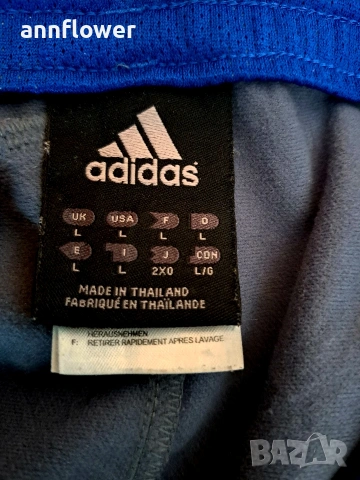 annflower
adidas
UK USA F D
L L L L
E I J CDN
L L 2XO L/G
MADE IN THAILAND
FABRIQUÉ EN THAÏLANDE
HERAUSNEHMEN
F: RETIRER RAPIDEMENT APRES LAVAGE
BAZAR